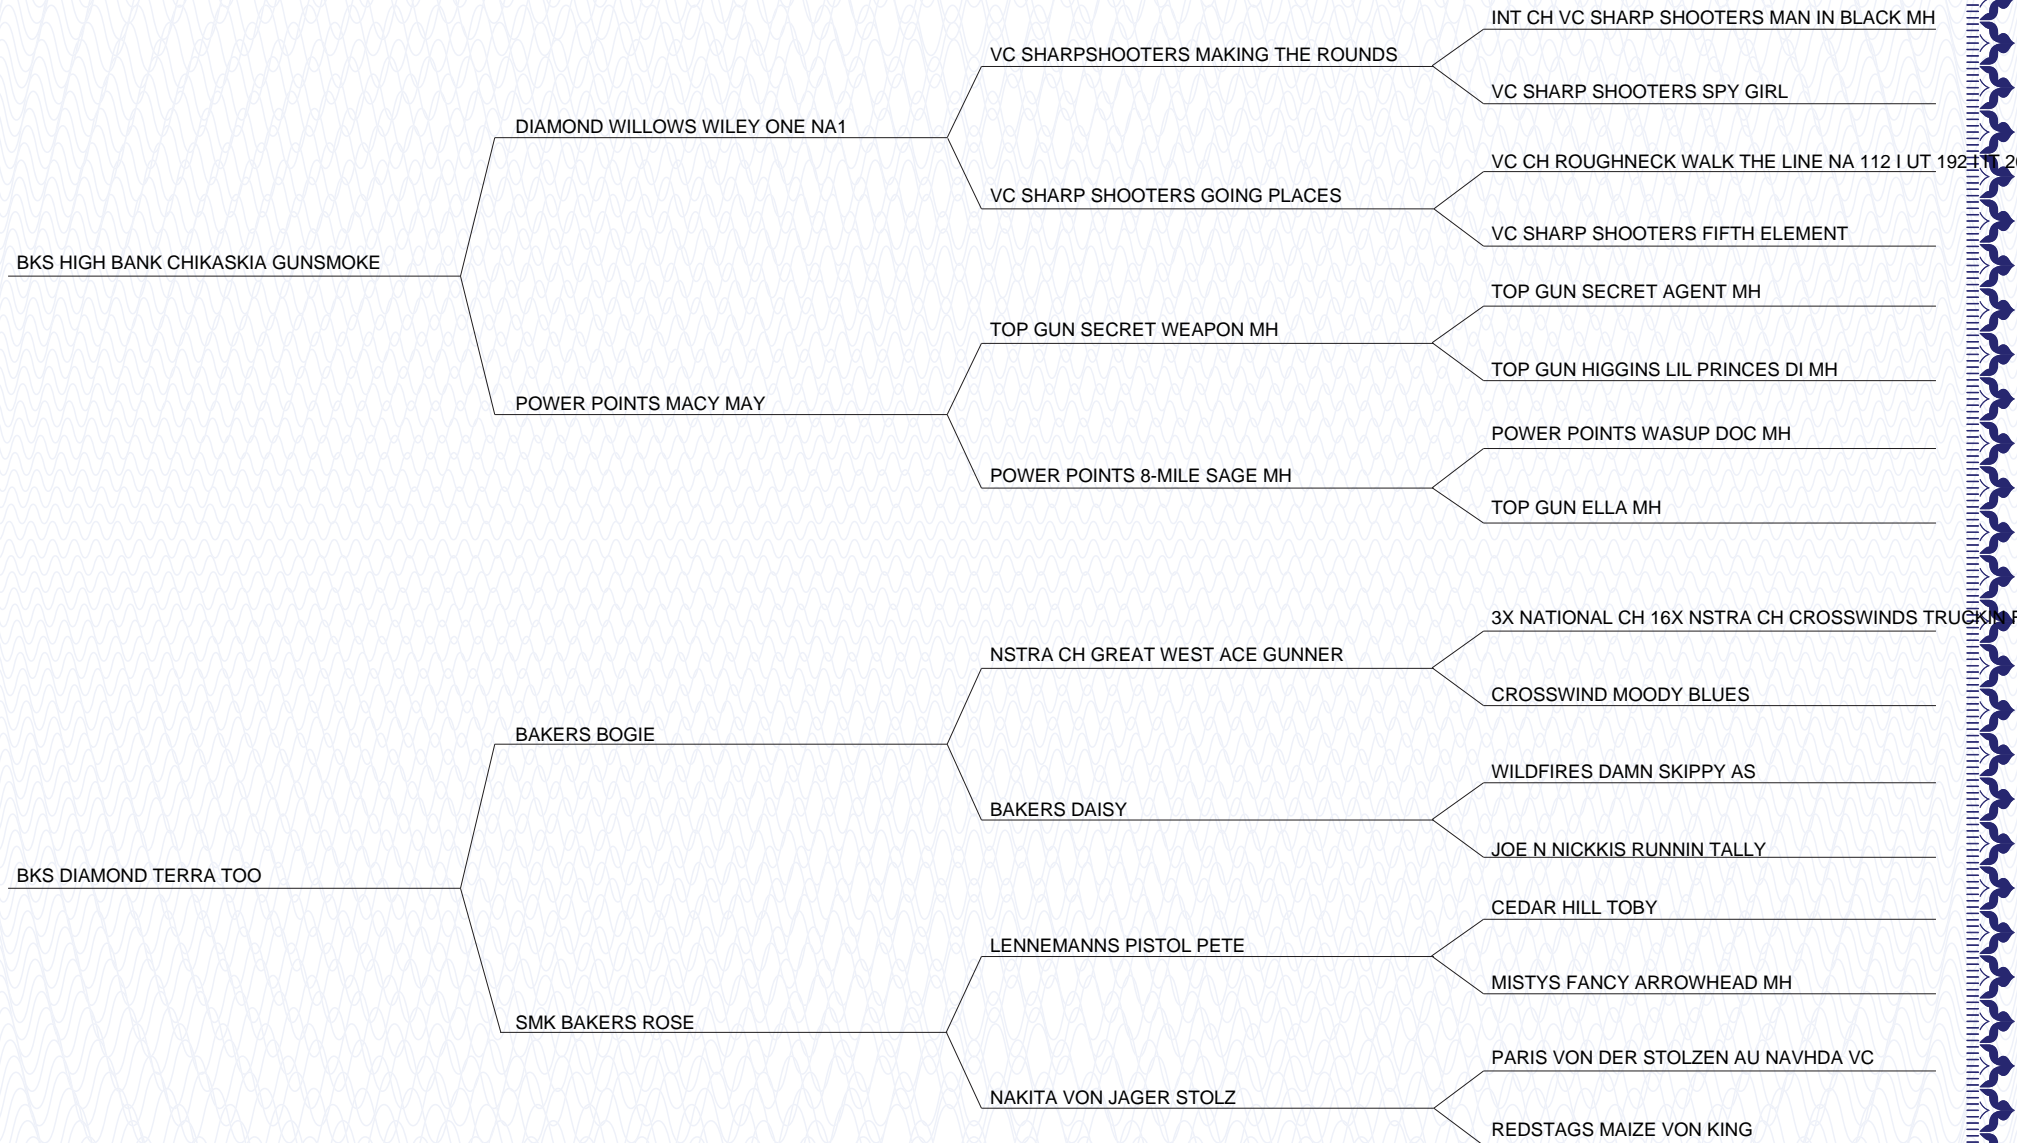 INT CH VC SHARP SHOOTERS MAN IN BLACK MH
VC SHARPSHOOTERS MAKING THE ROUNDS
VC SHARP SHOOTERS SPY GIRL
DIAMOND WILLOWS WILEY ONE NA1
VC CH ROUGHNECK WALK THE LINE NA 112 I UT 192 I IT 20
VC SHARP SHOOTERS GOING PLACES
VC SHARP SHOOTERS FIFTH ELEMENT
BKS HIGH BANK CHIKASKIA GUNSMOKE
TOP GUN SECRET AGENT MH
TOP GUN SECRET WEAPON MH
TOP GUN HIGGINS LIL PRINCES DI MH
POWER POINTS MACY MAY
POWER POINTS WASUP DOC MH
POWER POINTS 8-MILE SAGE MH
TOP GUN ELLA MH
3X NATIONAL CH 16X NSTRA CH CROSSWINDS TRUCKIN
NSTRA CH GREAT WEST ACE GUNNER
CROSSWIND MOODY BLUES
BAKERS BOGIE
WILDFIRES DAMN SKIPPY AS
BAKERS DAISY
JOE N NICKKIS RUNNIN TALLY
BKS DIAMOND TERRA TOO
CEDAR HILL TOBY
LENNEMANNS PISTOL PETE
MISTYS FANCY ARROWHEAD MH
SMK BAKERS ROSE
PARIS VON DER STOLZEN AU NAVHDA VC
NAKITA VON JAGER STOLZ
REDSTAGS MAIZE VON KING